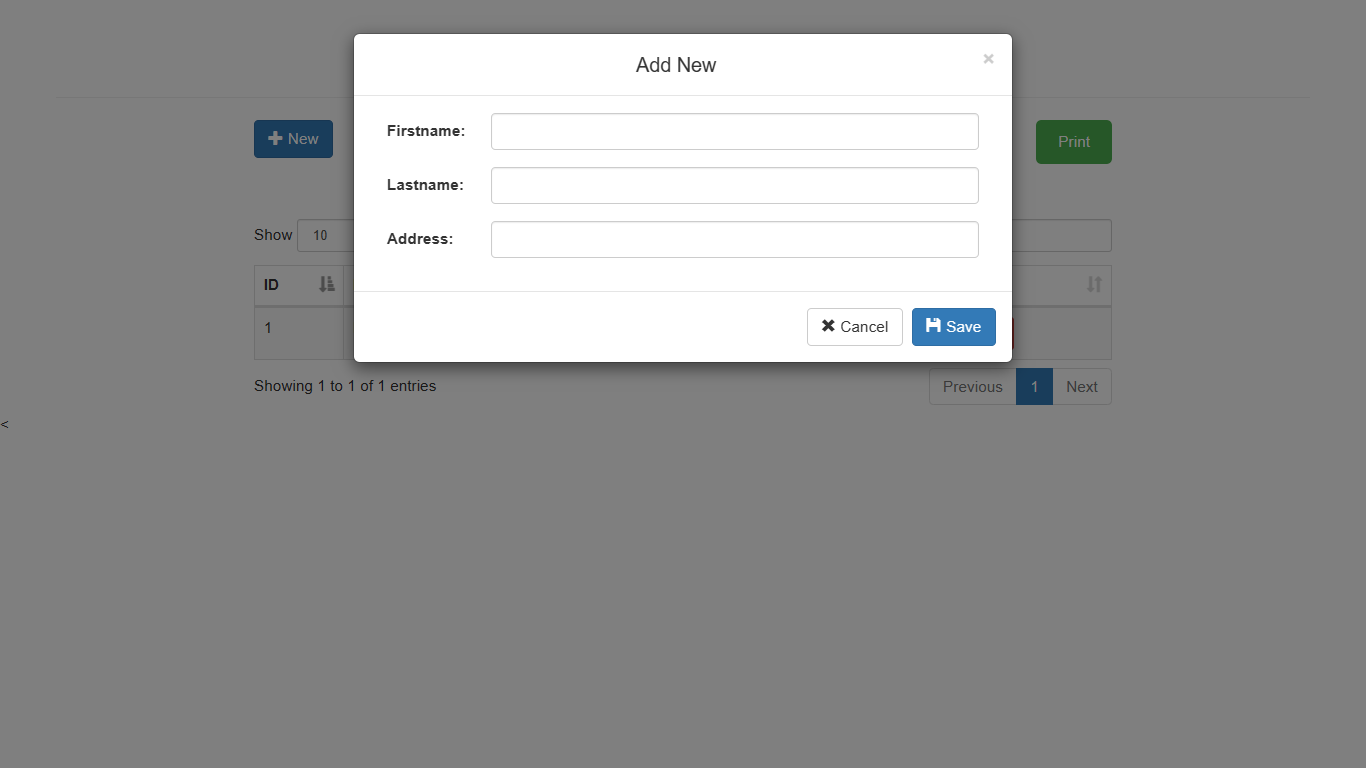 Add New
×
Firstname:
New
Print
Lastname:
Show 10
Address:
ID
1
Cancel
Save
Showing 1 to 1 of 1 entries
Previous
1
Next
<